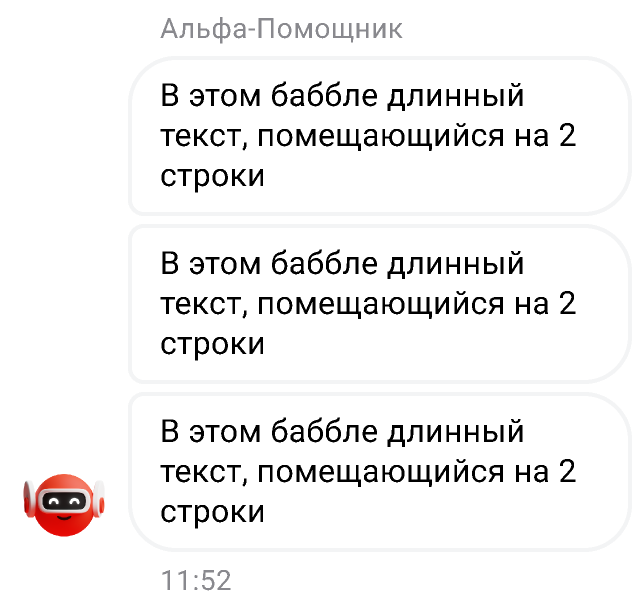 Альфа-Помощник
В этом баббле длинный
текст, помещающийся на 2
строки
В этом баббле длинный
текст, помещающийся на 2
строки
В этом баббле длинный
текст, помещающийся на 2
строки
11:52